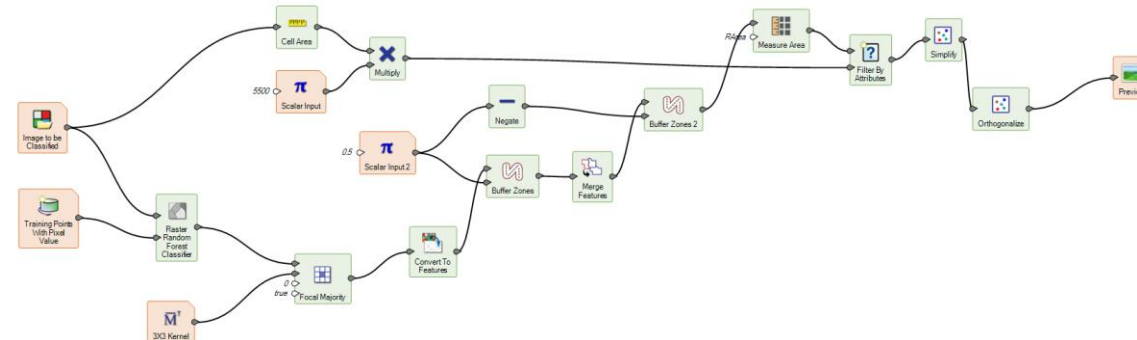 Cell Area
RArea
Measure Area
Multiply
Filter By
Attributes
Simplify
5500
Scalar Input
Image to be
Classified
Negate
Buffer Zones 2
Orthogonalize
0.5
Scalar Input 2
Buffer Zones
Merge
Features
Training Points
With Pixel
Value
Raster
Random
Forest
Classifier
Convert To
Features
0
true
Focal Majority
M
3X3 Kernel